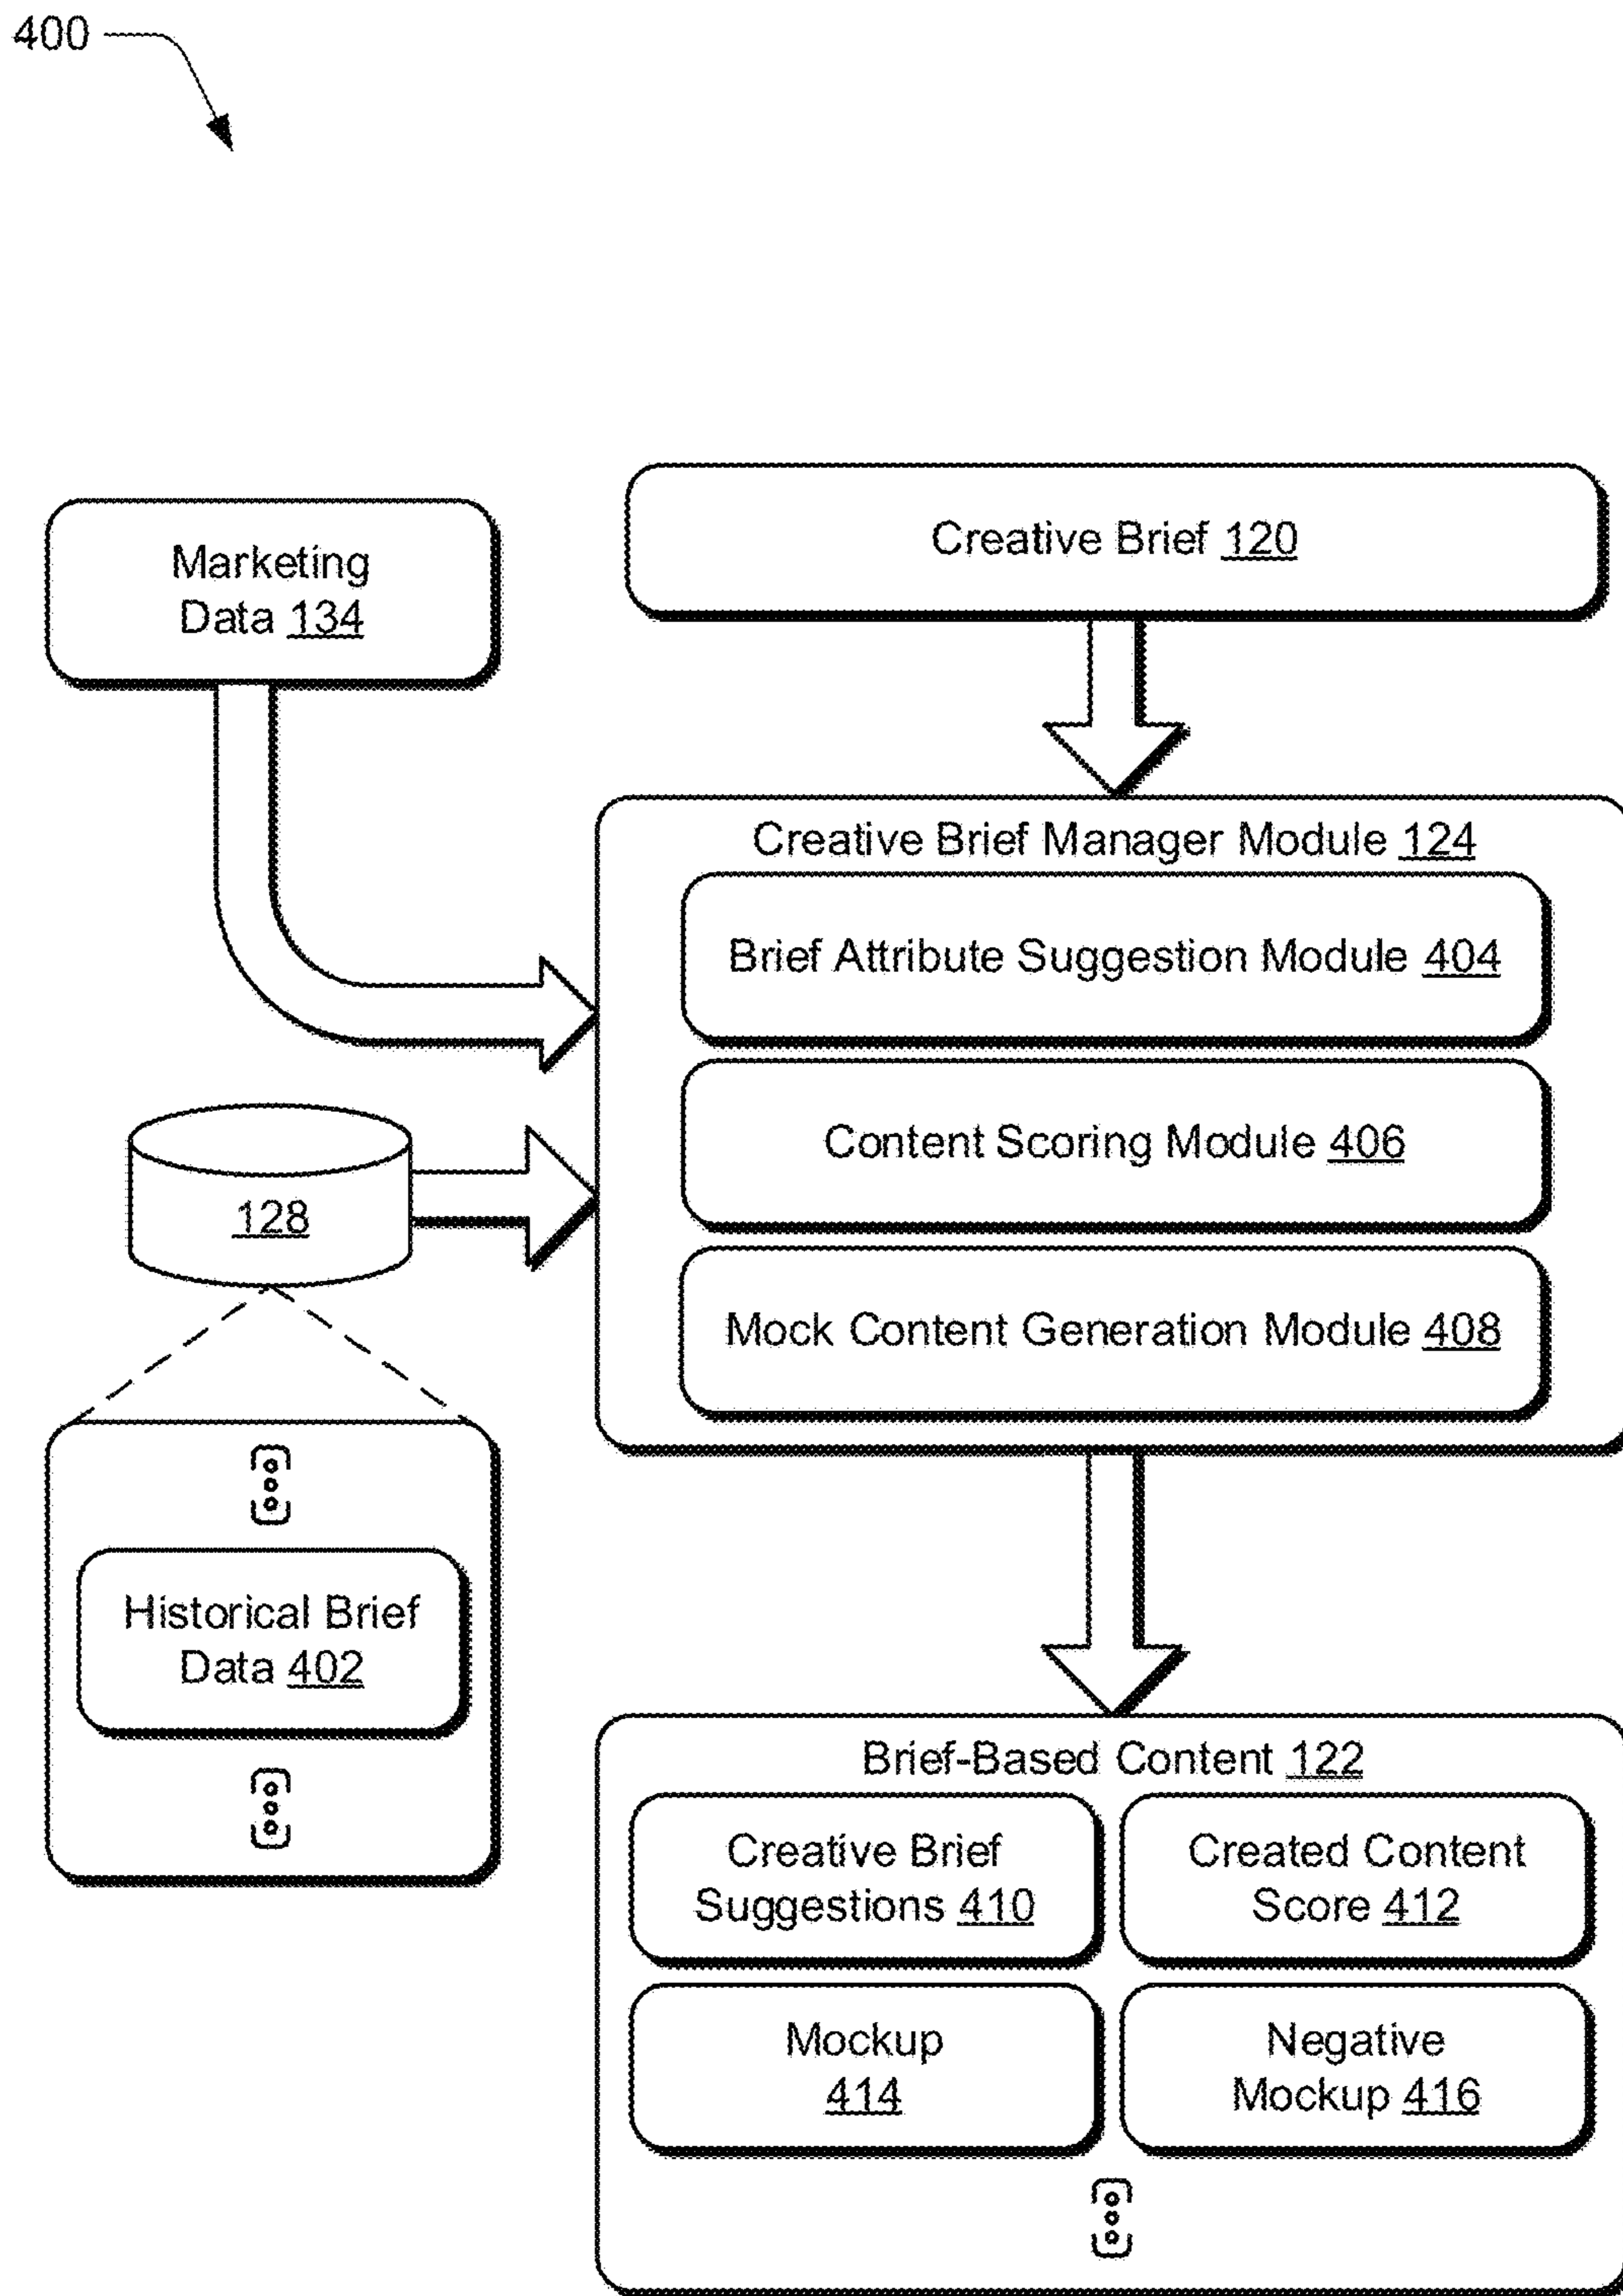 400
Creative Brief 120
Marketing
Data 134
Creative Brief Manager Module 124
Brief Attribute Suggestion Module 404
Content Scoring Module 406
Mock Content Generation Module 408
128
Historical Brief
Data 402
Brief-Based Content 122
Creative Brief
Suggestions 410
Created Content
Score 412
Mockup
414
Negative
Mockup 416